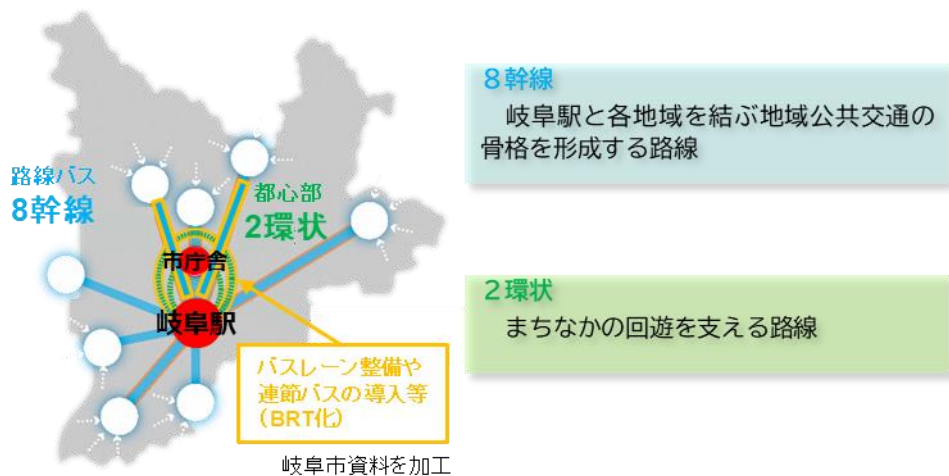 路線バス
8幹線
都心部
2環状
市庁舎
岐阜駅
バスレーン整備や
連節バスの導入等
(BRT化)
岐阜市資料を加工
8幹線
岐阜駅と各地域を結ぶ地域公共交通の
骨格を形成する路線
2環状
まちなかの回遊を支える路線